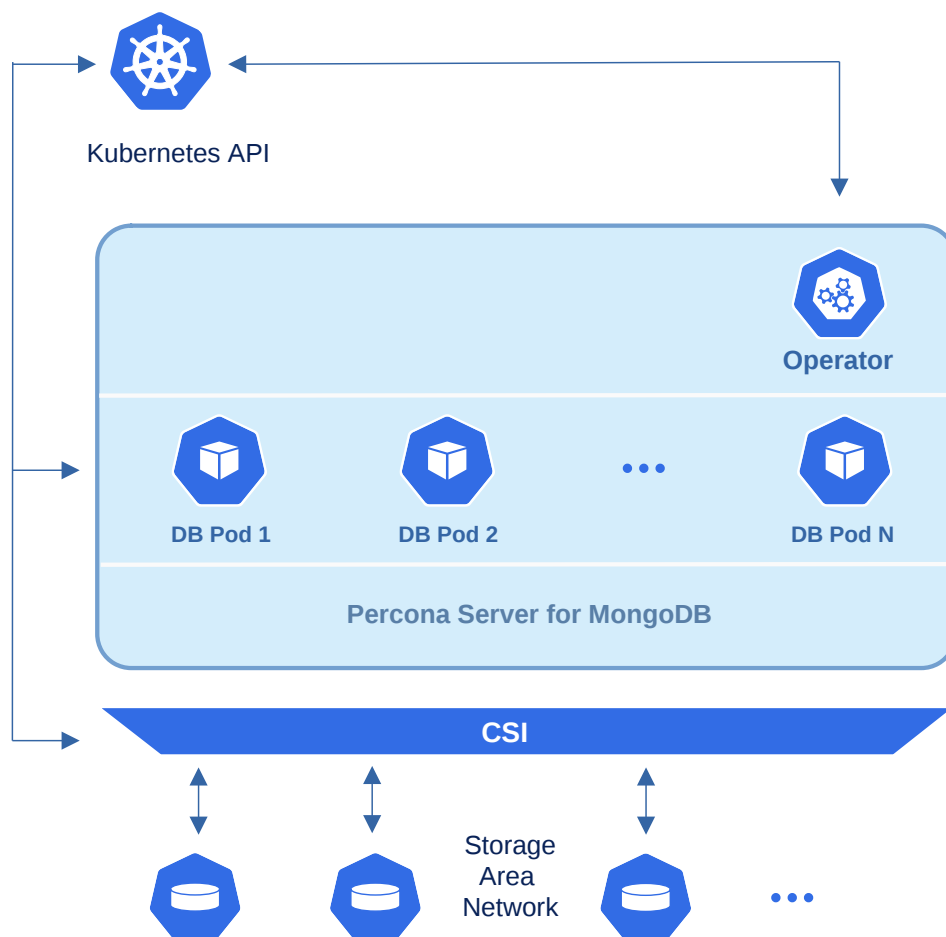 Kubernetes API
Operator
DB Pod 1
DB Pod 2
DB Pod N
Percona Server for MongoDB
CSI
Storage
Area
Network